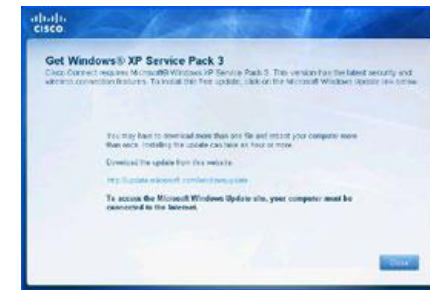 CISCO
Get Windows® XP Service Pack 3
Cisco Connect requires Microsoft® Windows XP Service Pack 3. This version has the latest security and
wireless connection features. To install this free update, click on the Microsoft Windows Update link below.
You may have to download more than one file and restart your computer more
than once. Installing the update can take an hour or more.
Download the update from this website:
http://update.microsoft.com/windowsupdate
To access the Microsoft Windows Update site, your computer must be
connected to the Internet.
Close